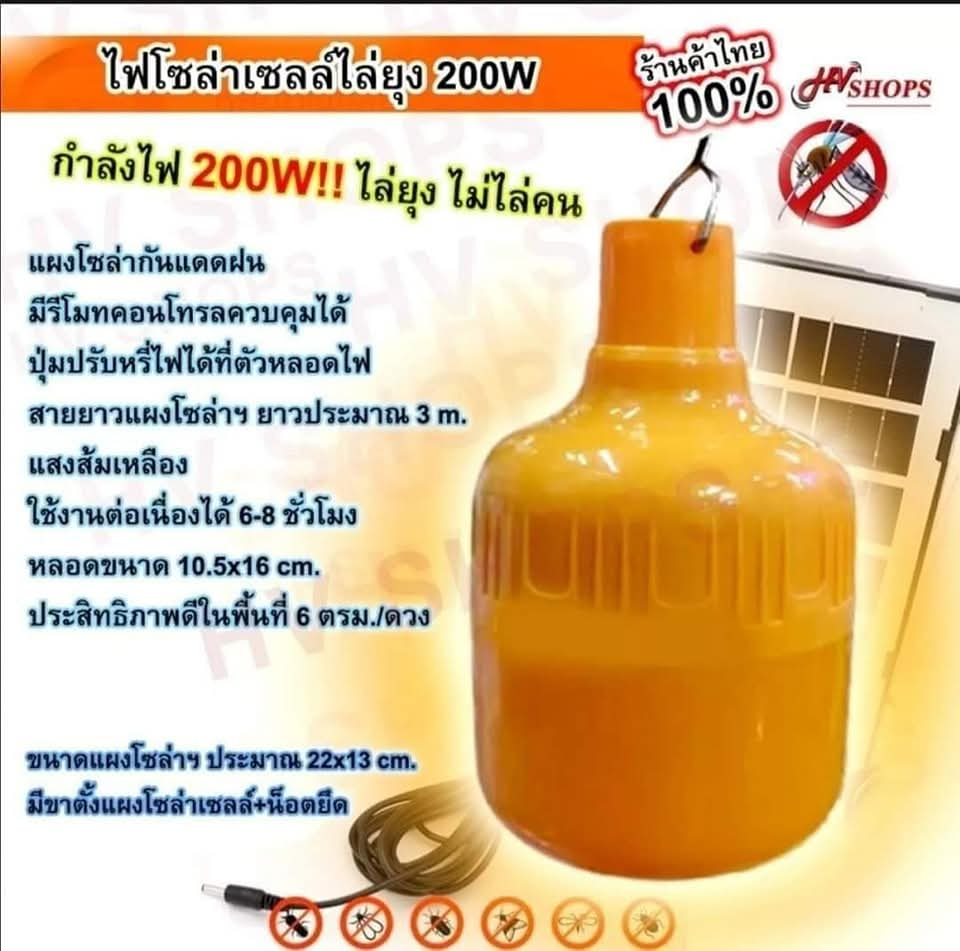 ไฟโซล่าเซลล์ไล่ยุง 200W
ร้านค้าไทย
100%
HV SHOPS
กำลังไฟ 200W!! ไล่ยุง ไม่ไล่คน
แผงโซล่ากันแดดฝน
มีรีโมทคอนโทรลควบคุมได้
ปุ่มปรับหรี่ไฟได้ที่ตัวหลอดไฟ
สายยาวแผงโซล่าฯ ยาวประมาณ 3 m.
แสงส้มเหลือง
ใช้งานต่อเนื่องได้ 6-8 ชั่วโมง
หลอดขนาด 10.5x16 cm.
ประสิทธิภาพดีในพื้นที่ 6 ตรม./ดวง
ขนาดแผงโซล่าฯ ประมาณ 22x13 cm.
มีขาตั้งแผงโซล่าเซลล์+น็อตยึด